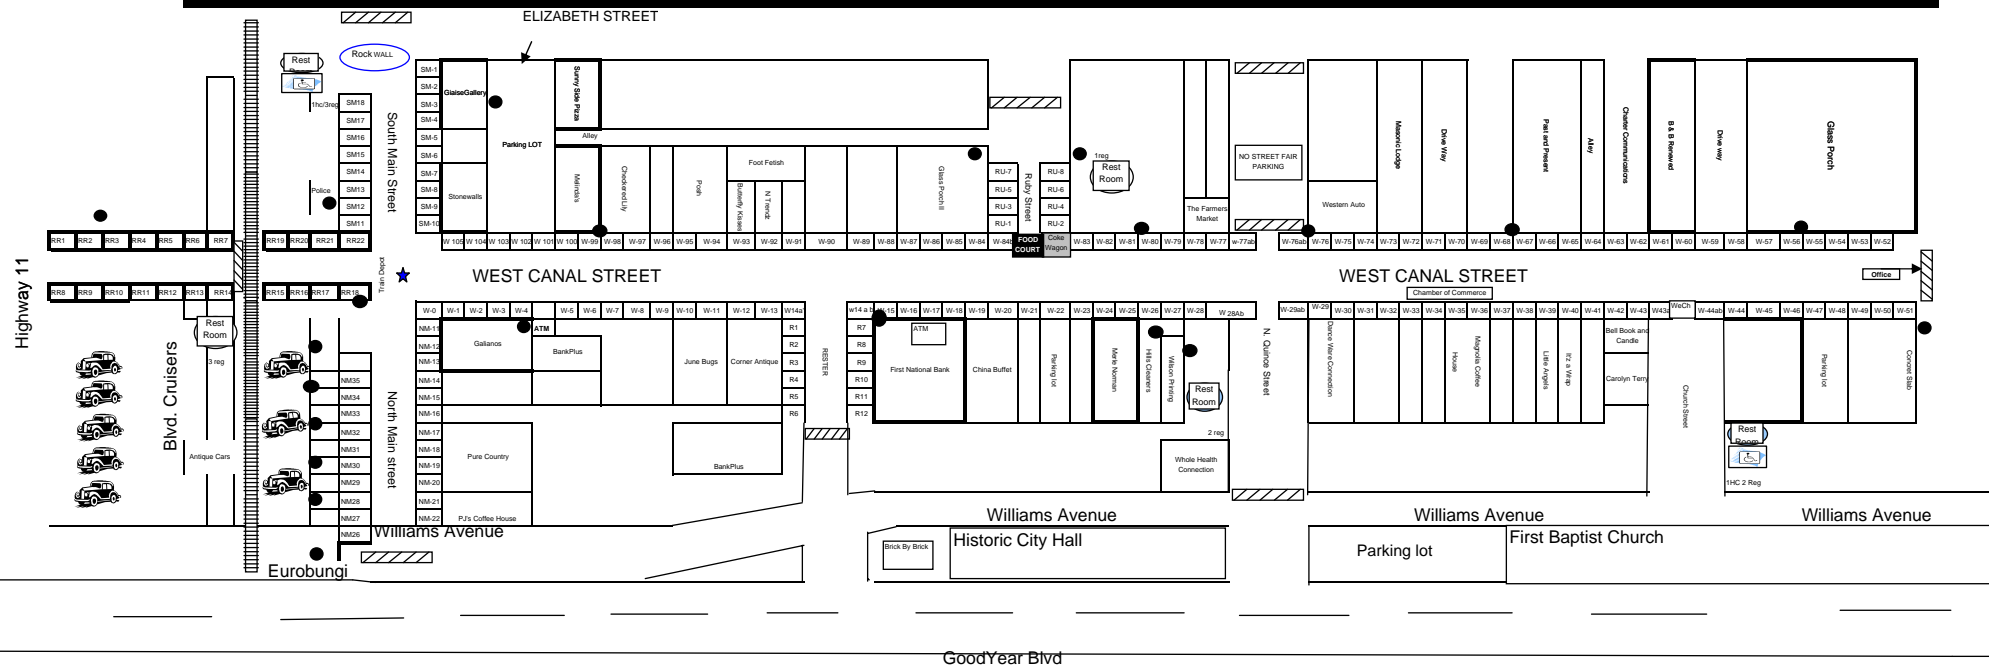 ELIZABETH STREET
Rock WALL
Rest
1hc/3reg
SM18
SM17
SM16
SM15
SM14
SM13
SM12
SM11
Police
South Main Street
SM-1
SM-2
SM-3
SM-4
SM-5
SM-6
SM-7
SM-8
SM-9
SM-10
GlaiseGallery
Stonewalls
Parking LOT
Sunny Side Pizza
Alley
Melinda's
Checkered Lily
Posh
Foot Fetish
Butterfly Kisses
N Trendz
Glass Porch II
RU-7
RU-5
RU-3
RU-1
Ruby Street
RU-8
RU-6
RU-4
RU-2
1reg
Rest
Room
The Farmers
Market
NO STREET FAIR
PARKING
Western Auto
Masonic Lodge
Drive Way
Past and Present
Alley
Charter Communications
B & B Renewed
Drive way
Glass Porch
RR1 RR2 RR3 RR4 RR5 RR6 RR7
RR19 RR20 RR21 RR22
W 105 W 104 W 103 W 102 W 101 W 100 W-99 W-98 W-97 W-96 W-95 W-94 W-93 W-92 W-91 W-90 W-89 W-88 W-87 W-86 W-85 W-84
FOOD
COURT
Coke
Wagon
W-83 W-82 W-81 W-80 W-79 W-78 W-77 w-77ab
W-76ab W-76 W-75 W-74 W-73 W-72 W-71 W-70 W-69 W-68 W-67 W-66 W-65 W-64 W-63 W-62 W-61 W-60 W-59 W-58 W-57 W-56 W-55 W-54 W-53 W-52
Highway 11
Train Depot
WEST CANAL STREET
WEST CANAL STREET
Office
Chamber of Commerce
RR8 RR9 RR10 RR11 RR12 RR13 RR14
RR15 RR16 RR17 RR18
W-0 W-1 W-2 W-3 W-4 W-5 W-6 W-7 W-8 W-9 W-10 W-11 W-12 W-13 W14a
w14 a b W-15 W-16 W-17 W-18 W-19 W-20 W-21 W-22 W-23 W-24 W-25 W-26 W-27 W-28 W 28Ab
W-29ab W-29 W-30 W-31 W-32 W-33 W-34 W-35 W-36 W-37 W-38 W-39 W-40 W-41 W-42 W-43 W43a WeCh W-44ab W-44 W-45 W-46 W-47 W-48 W-49 W-50 W-51
Rest
Room
3 reg
Blvd. Cruisers
Antique Cars
NM35
NM34
NM33
NM32
NM31
NM30
NM29
NM28
NM27
NM26
North Main street
NM-11
NM-12
NM-13
NM-14
NM-15
NM-16
NM-17
NM-18
NM-19
NM-20
NM-21
NM-22
Galianos
ATM
BankPlus
Pure Country
PJ's Coffee House
June Bugs
Corner Antique
BankPlus
R1
R2
R3
R4
R5
R6
RESTER
R7
R8
R9
R10
R11
R12
ATM
First National Bank
China Buffet
Parking lot
Merle Norman
Hills Cleaners
Wilson Printing
Rest
Room
2 reg
Whole Health
Connection
N. Quince Street
Dance Ware Connection
House
Magnolia Coffee
Little Angels
It'z a Wrap
Bell Book and
Candle
Carolyn Terry
Church Street
Rest
Room
1HC 2 Reg
Parking lot
Concret Slab
Williams Avenue
Williams Avenue
Williams Avenue
Williams Avenue
Eurobungi
Brick By Brick
Historic City Hall
Parking lot
First Baptist Church
GoodYear Blvd